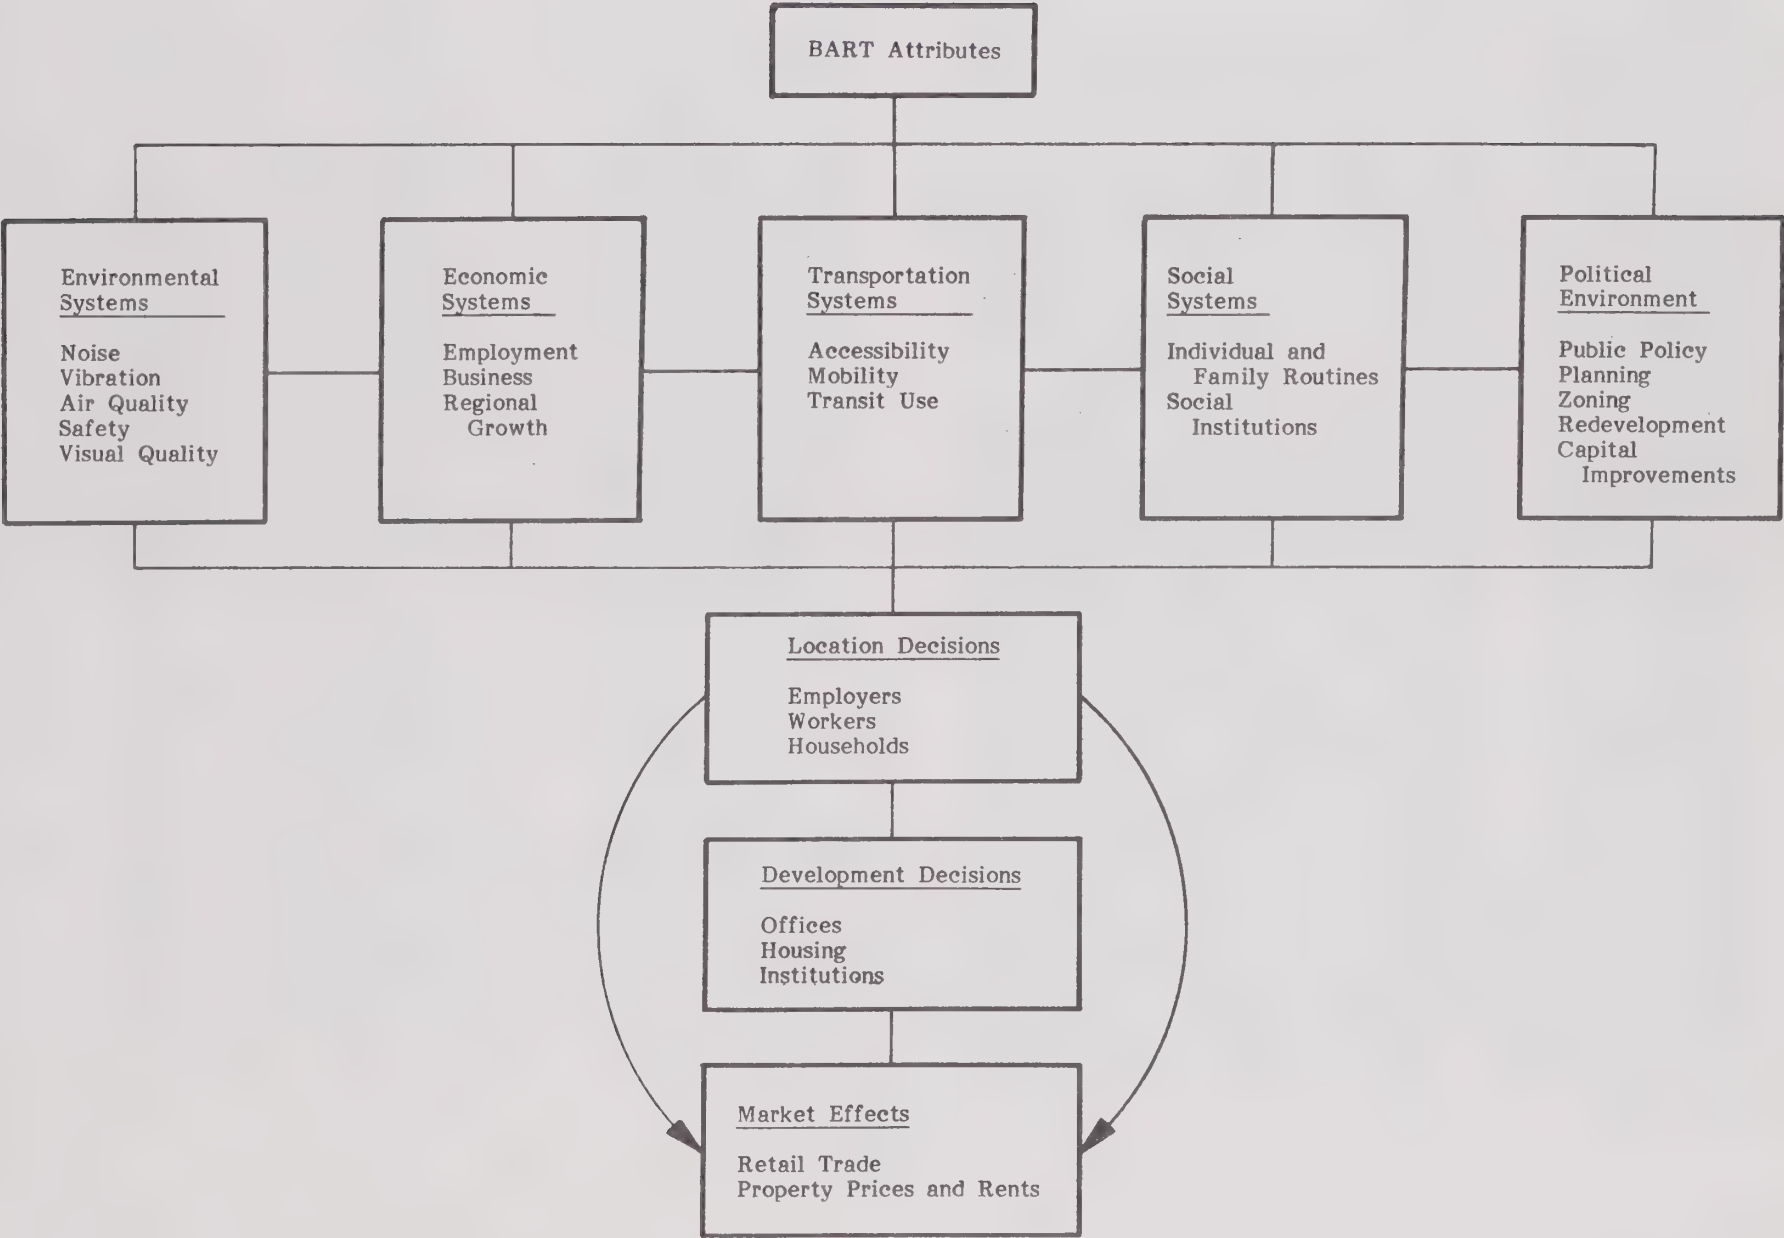 BART Attributes
Environmental
Systems
Noise
Vibration
Air Quality
Safety
Visual Quality
Economic
Systems
Employment
Business
Regional
Growth
Transportation
Systems
Accessibility
Mobility
Transit Use
Social
Systems
Individual and
Family Routines
Social
Institutions
Political
Environment
Public Policy
Planning
Zoning
Redevelopment
Capital
Improvements
Location Decisions
Employers
Workers
Households
Development Decisions
Offices
Housing
Institutions
Market Effects
Retail Trade
Property Prices and Rents